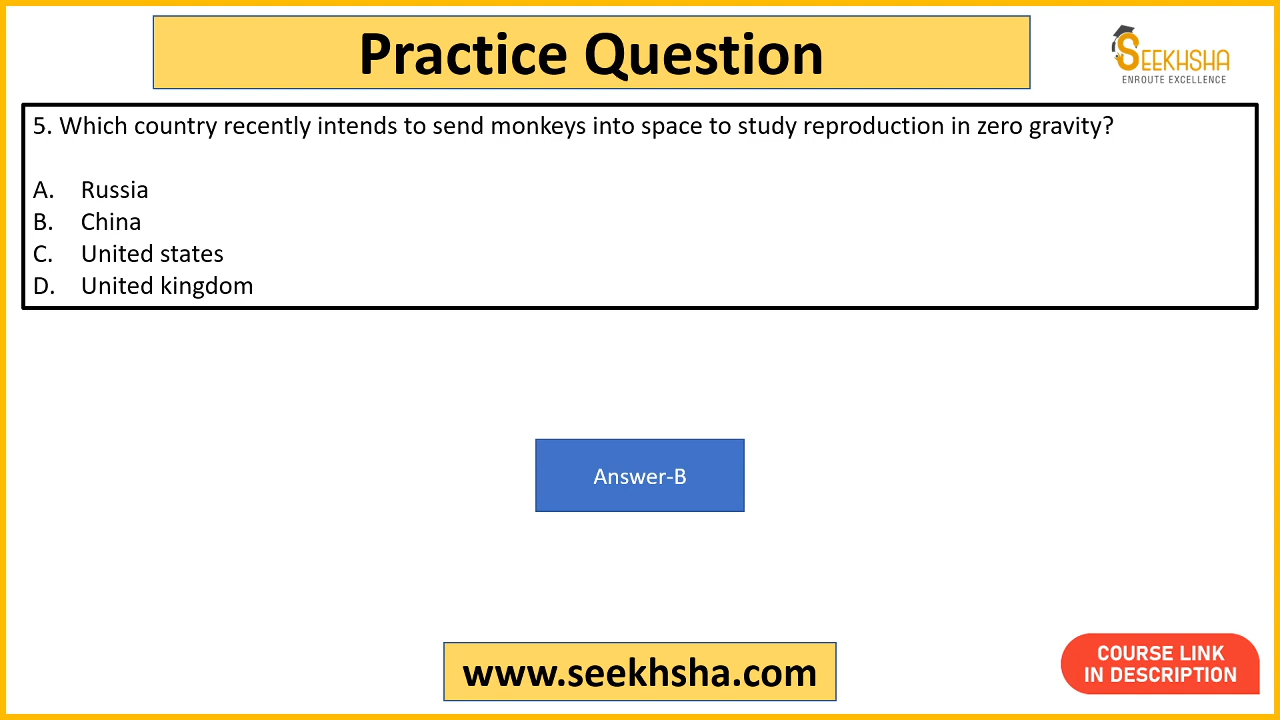 Practice Question
SEEKHSHA
ENROUTE EXCELLENCE
5. Which country recently intends to send monkeys into space to study reproduction in zero gravity?
A. Russia
B. China
C. United states
D. United kingdom
Answer-B
www.seekhsha.com
COURSE LINK
IN DESCRIPTION